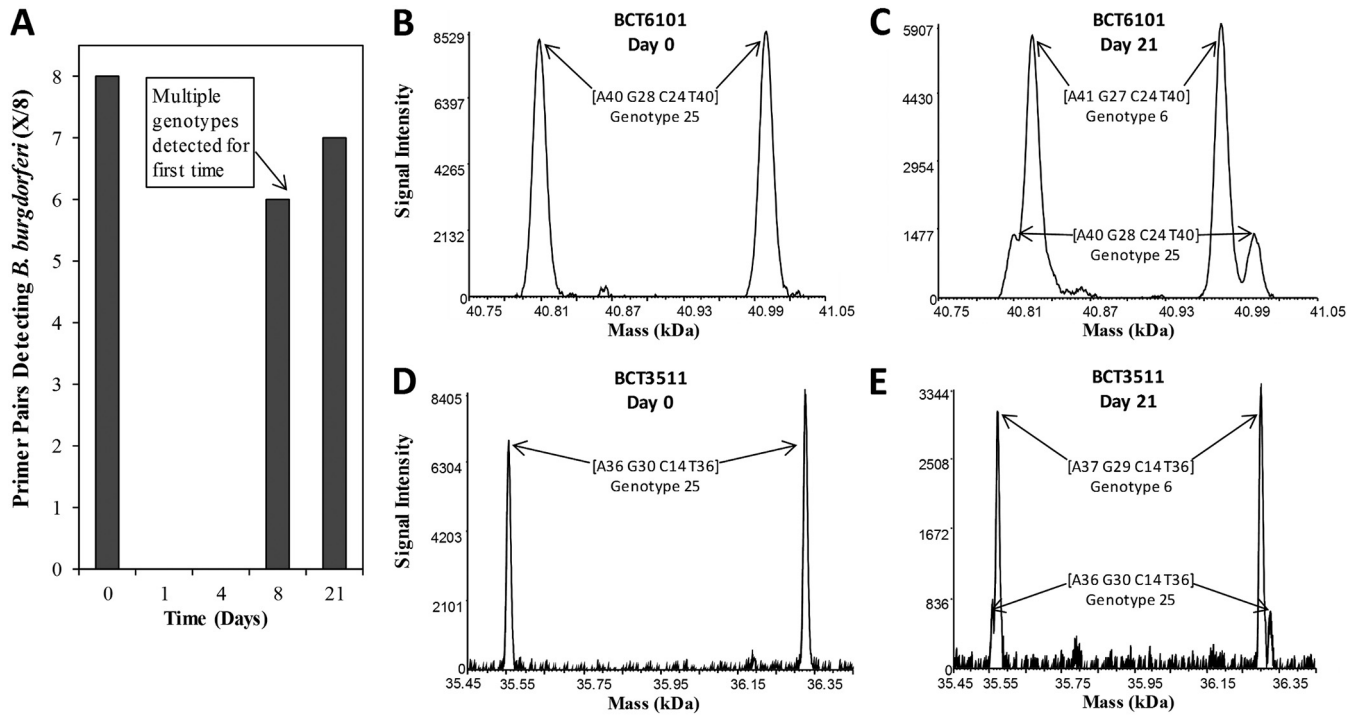 A
Primer Pairs Detecting B. burgdorferi (X/8)
8
7
6
5
4
3
2
1
0
Multiple
genotypes
detected for
first time
0 1 4 8 21
Time (Days)
B
BCT6101
Day 0
Signal Intensity
8529
6397
4265
2132
0
[A40 G28 C24 T40]
Genotype 25
40.75 40.81 40.87 40.93 40.99 41.05
Mass (kDa)
C
BCT6101
Day 21
5907
4430
2954
1477
0
[A41 G27 C24 T40]
Genotype 6
[A40 G28 C24 T40]
Genotype 25
40.75 40.81 40.87 40.93 40.99 41.05
Mass (kDa)
D
BCT3511
Day 0
Signal Intensity
8405
6304
4203
2101
0
[A36 G30 C14 T36]
Genotype 25
35.45 35.55 35.75 35.95 36.15 36.35
Mass (kDa)
E
BCT3511
Day 21
3344
2508
1672
836
0
[A37 G29 C14 T36]
Genotype 6
[A36 G30 C14 T36]
Genotype 25
35.45 35.55 35.75 35.95 36.15 36.35
Mass (kDa)